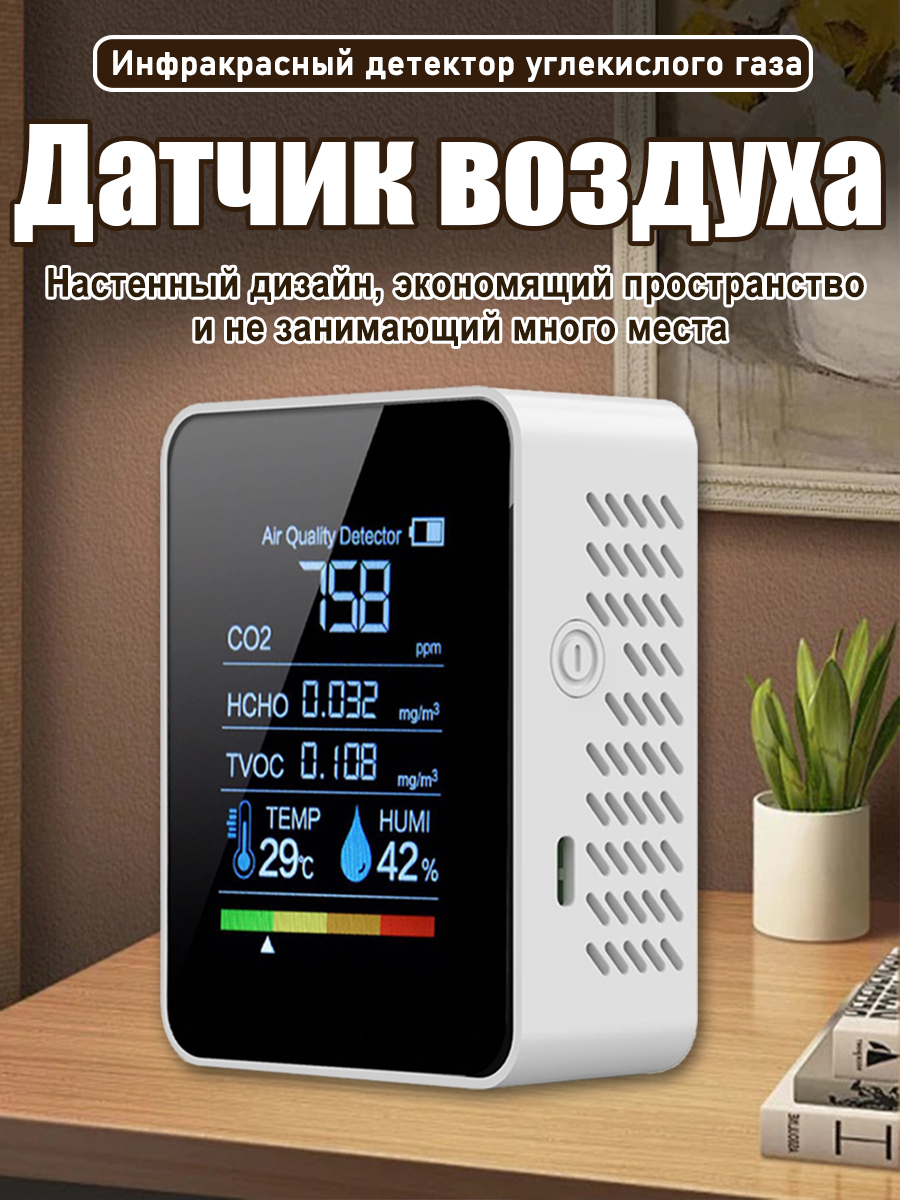 Инфракрасный детектор углекислого газа
Датчик воздуха
Настенный дизайн, экономящий пространство
и не занимающий много места
Air Quality Detector
758
CO2
ppm
HCHO 0.032 mg/m³
TVOC 0.108 mg/m³
TEMP
29°C
HUMI
42%